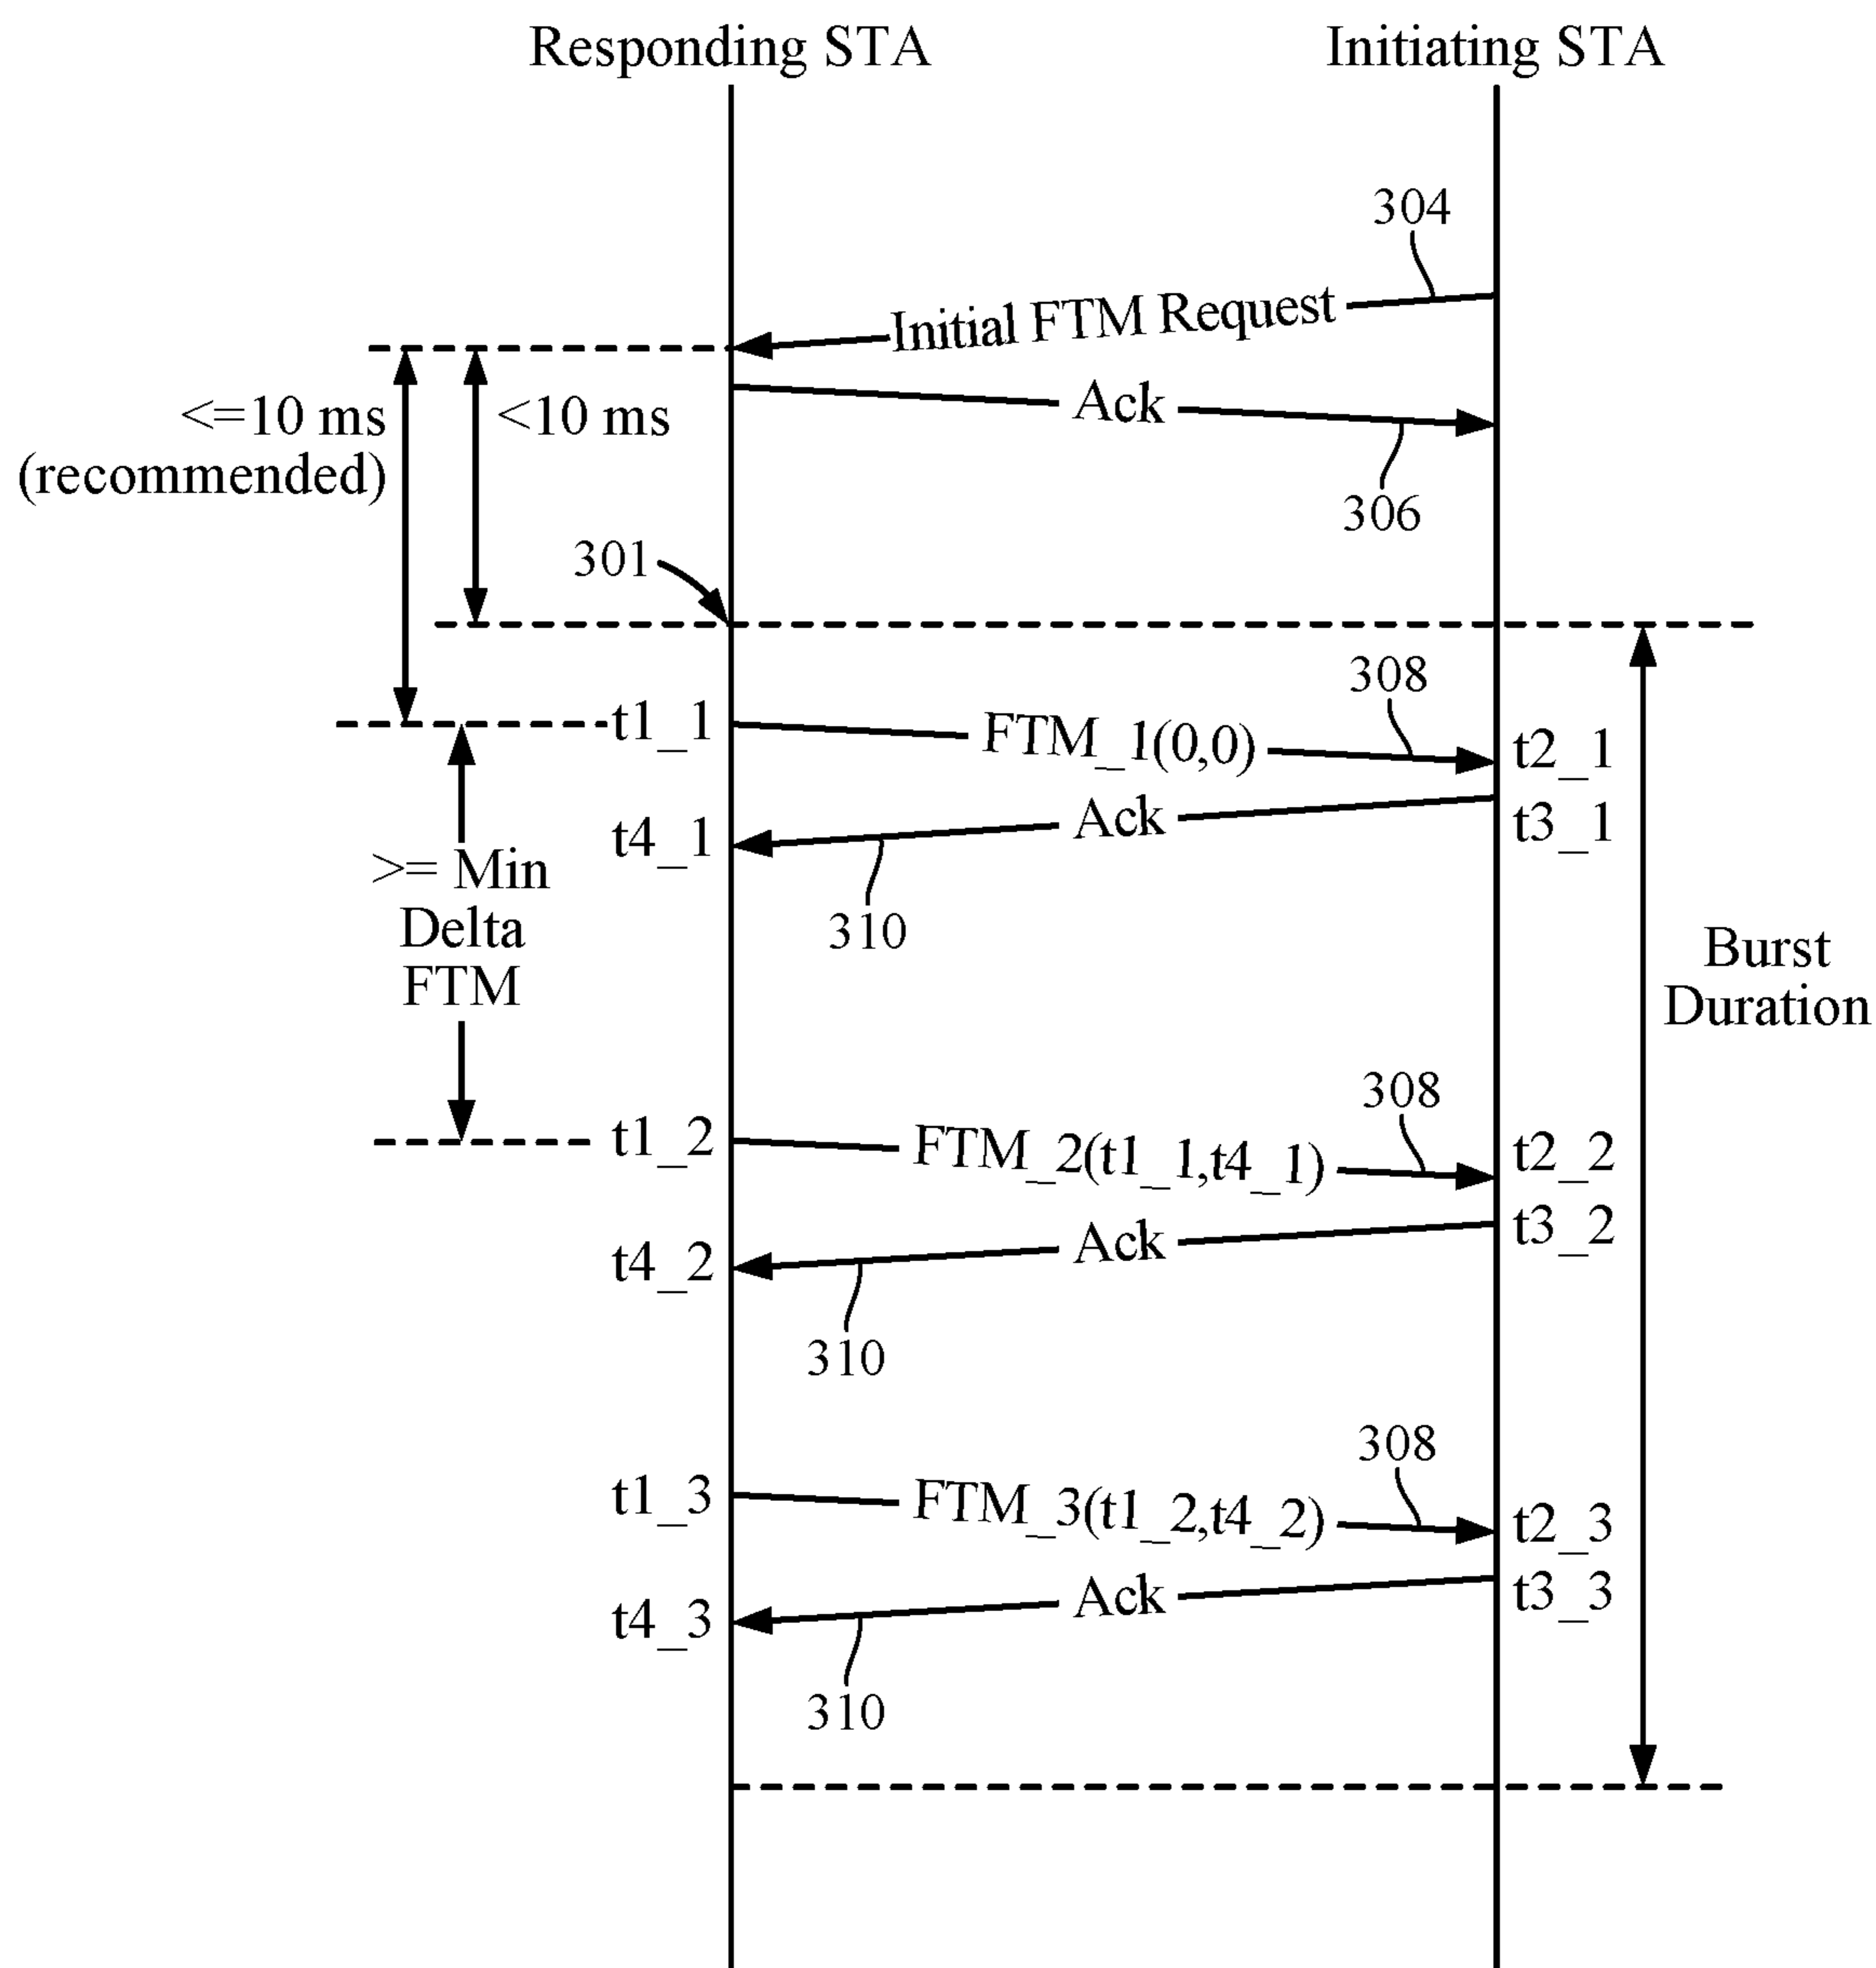 Responding STA
Initiating STA
304
Initial FTM Request
<=10 ms
(recommended)
<10 ms
Ack
306
301
308
t1_1
FTM_1(0,0)
t2_1
Ack
t3_1
t4_1
>= Min
Delta
FTM
310
Burst
Duration
308
t1_2
FTM_2(t1_1,t4_1)
t2_2
Ack
t3_2
t4_2
310
308
t1_3
FTM_3(t1_2,t4_2)
t2_3
Ack
t3_3
t4_3
310